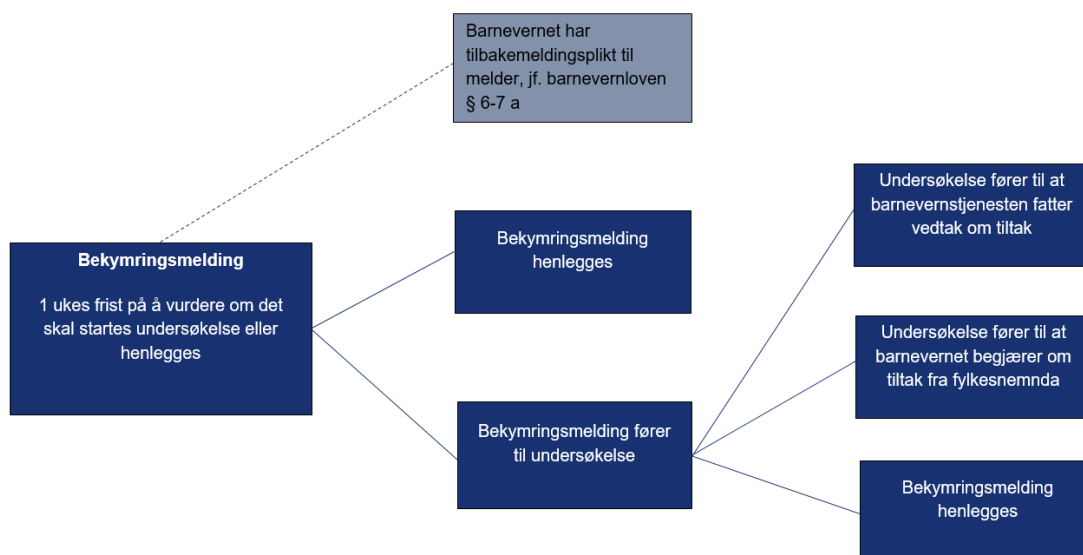 Barnevernet har
tilbakemeldingsplikt til
melder, jf. barnevernloven
§ 6-7 a
Bekymringsmelding
1 ukes frist på å vurdere om det
skal startes undersøkelse eller
henlegges
Bekymringsmelding
henlegges
Bekymringsmelding fører
til undersøkelse
Undersøkelse fører til at
barnevernstjenesten fatter
vedtak om tiltak
Undersøkelse fører til at
barnevernet begjærer om
tiltak fra fylkesnemnda
Bekymringsmelding
henlegges